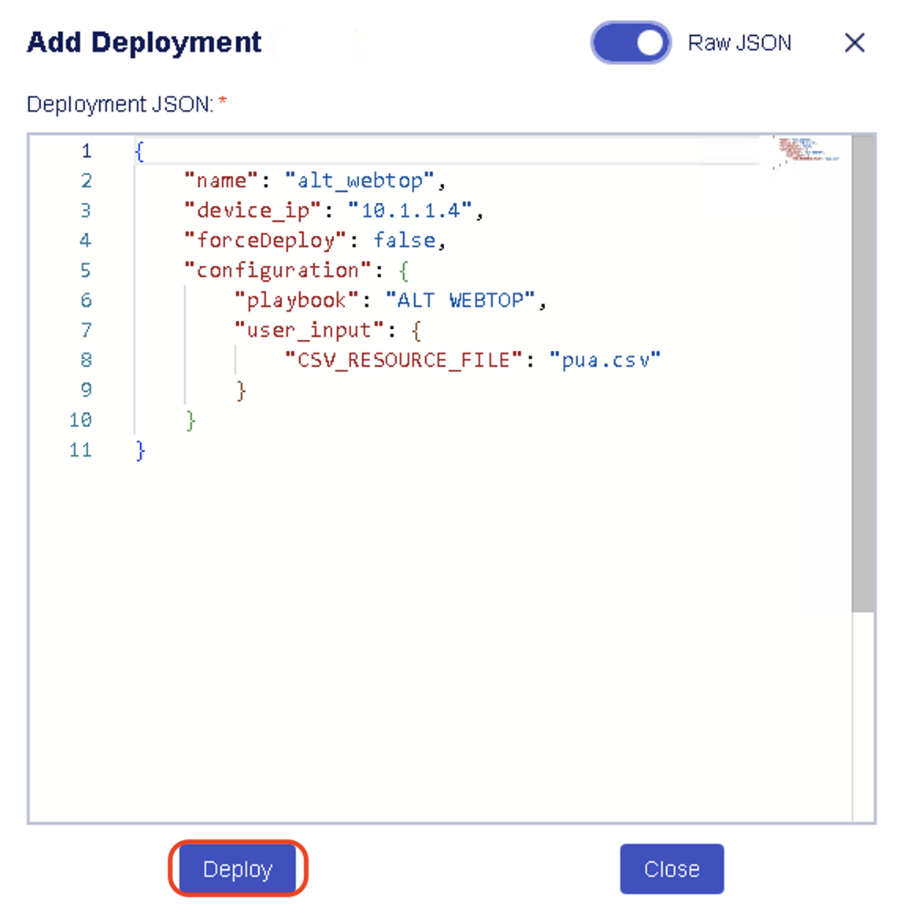 Add Deployment
Raw JSON
Deployment JSON: *
1 {
2 "name": "alt_webtop",
3 "device_ip": "10.1.1.4",
4 "forceDeploy": false,
5 "configuration": {
6 "playbook": "ALT WEBTOP",
7 "user_input": {
8 "CSV_RESOURCE_FILE": "pua.csv"
9 }
10 }
11 }
Deploy
Close